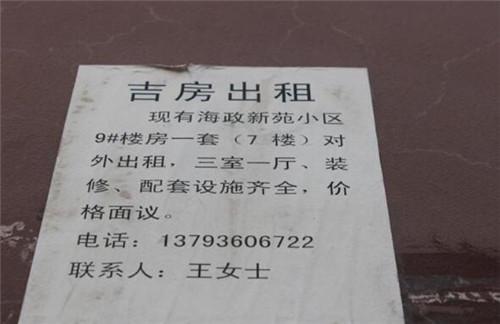 吉房出租
现有海政新苑小区
9#楼房一套（7 楼）对
外出租，三室一厅、装
修、配套设施齐全，价
格面议。
电话：13793606722
联系人：王女士